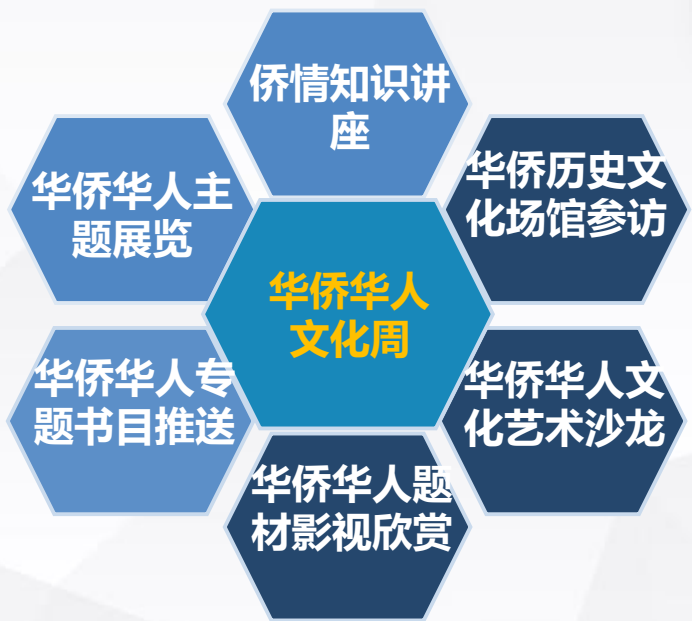 侨情知识讲
座
华侨华人主
题展览
华侨历史文
化场馆参访
华侨华人
文化周
华侨华人专
题书目推送
华侨华人文
化艺术沙龙
华侨华人题
材影视欣赏